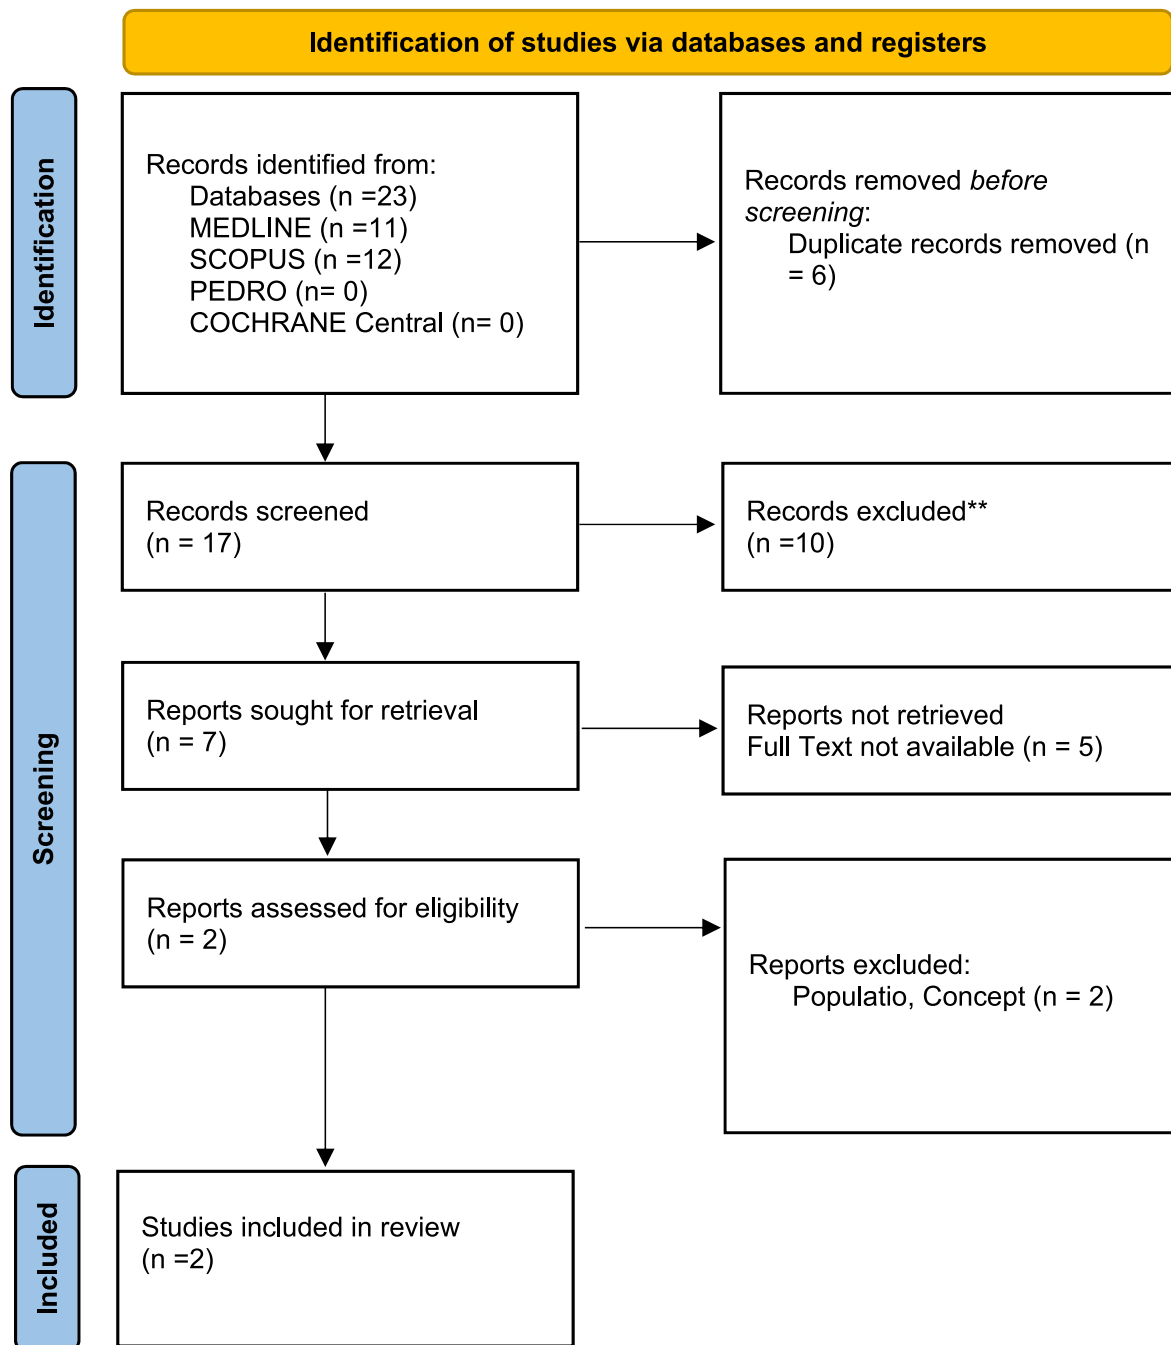 Identification of studies via databases and registers
Identification
Records identified from:
Databases (n =23)
MEDLINE (n =11)
SCOPUS (n =12)
PEDRO (n= 0)
COCHRANE Central (n= 0)
Records removed before
screening:
Duplicate records removed (n
= 6)
Screening
Records screened
(n = 17)
Records excluded**
(n =10)
Reports sought for retrieval
(n = 7)
Reports not retrieved
Full Text not available (n = 5)
Reports assessed for eligibility
(n = 2)
Reports excluded:
Populatio, Concept (n = 2)
Included
Studies included in review
(n =2)